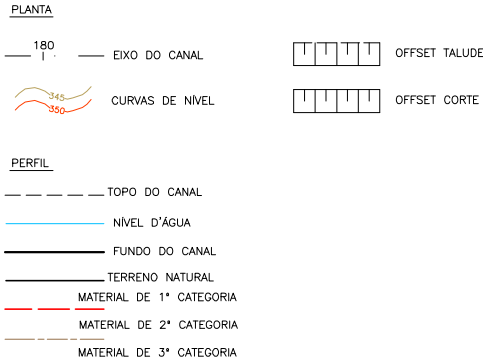 PLANTA
180
EIXO DO CANAL
OFFSET TALUDE
345
350
CURVAS DE NÍVEL
OFFSET CORTE
PERFIL
TOPO DO CANAL
NÍVEL D'ÁGUA
FUNDO DO CANAL
TERRENO NATURAL
MATERIAL DE 1ª CATEGORIA
MATERIAL DE 2ª CATEGORIA
MATERIAL DE 3ª CATEGORIA